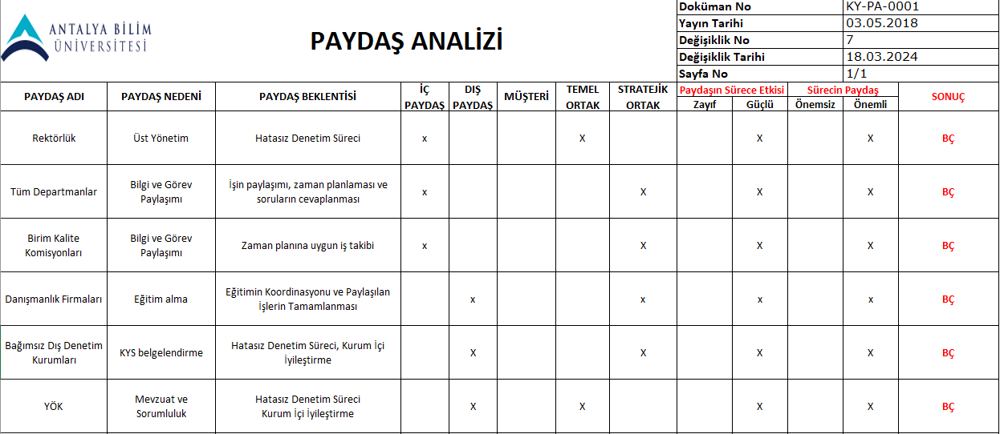 ANTALYA BİLİM
ÜNİVERSİTESİ
PAYDAŞ ANALİZİ
Doküman No KY-PA-0001
Yayın Tarihi 03.05.2018
Değişiklik No 7
Değişiklik Tarihi 18.03.2024
Sayfa No 1/1
PAYDAŞ ADI PAYDAŞ NEDENİ PAYDAŞ BEKLENTİSİ İÇ PAYDAŞ DIŞ PAYDAŞ MÜŞTERİ TEMEL ORTAK STRATEJİK ORTAK Paydaşın Sürece Etkisi Sürecin Paydaş SONUÇ
Zayıf Güçlü Önemsiz Önemli
Rektörlük Üst Yönetim Hatasız Denetim Süreci x X X X BÇ
Tüm Departmanlar Bilgi ve Görev Paylaşımı İşin paylaşımı, zaman planlaması ve soruların cevaplanması x X X X BÇ
Birim Kalite Komisyonları Bilgi ve Görev Paylaşımı Zaman planına uygun iş takibi x X X X BÇ
Danışmanlık Firmaları Eğitim alma Eğitimin Koordinasyonu ve Paylaşılan İşlerin Tamamlanması x x x x BÇ
Bağımsız Dış Denetim Kurumları KYS belgelendirme Hatasız Denetim Süreci, Kurum İçi İyileştirme X X X X BÇ
YÖK Mevzuat ve Sorumluluk Hatasız Denetim Süreci Kurum İçi İyileştirme X X X X BÇ